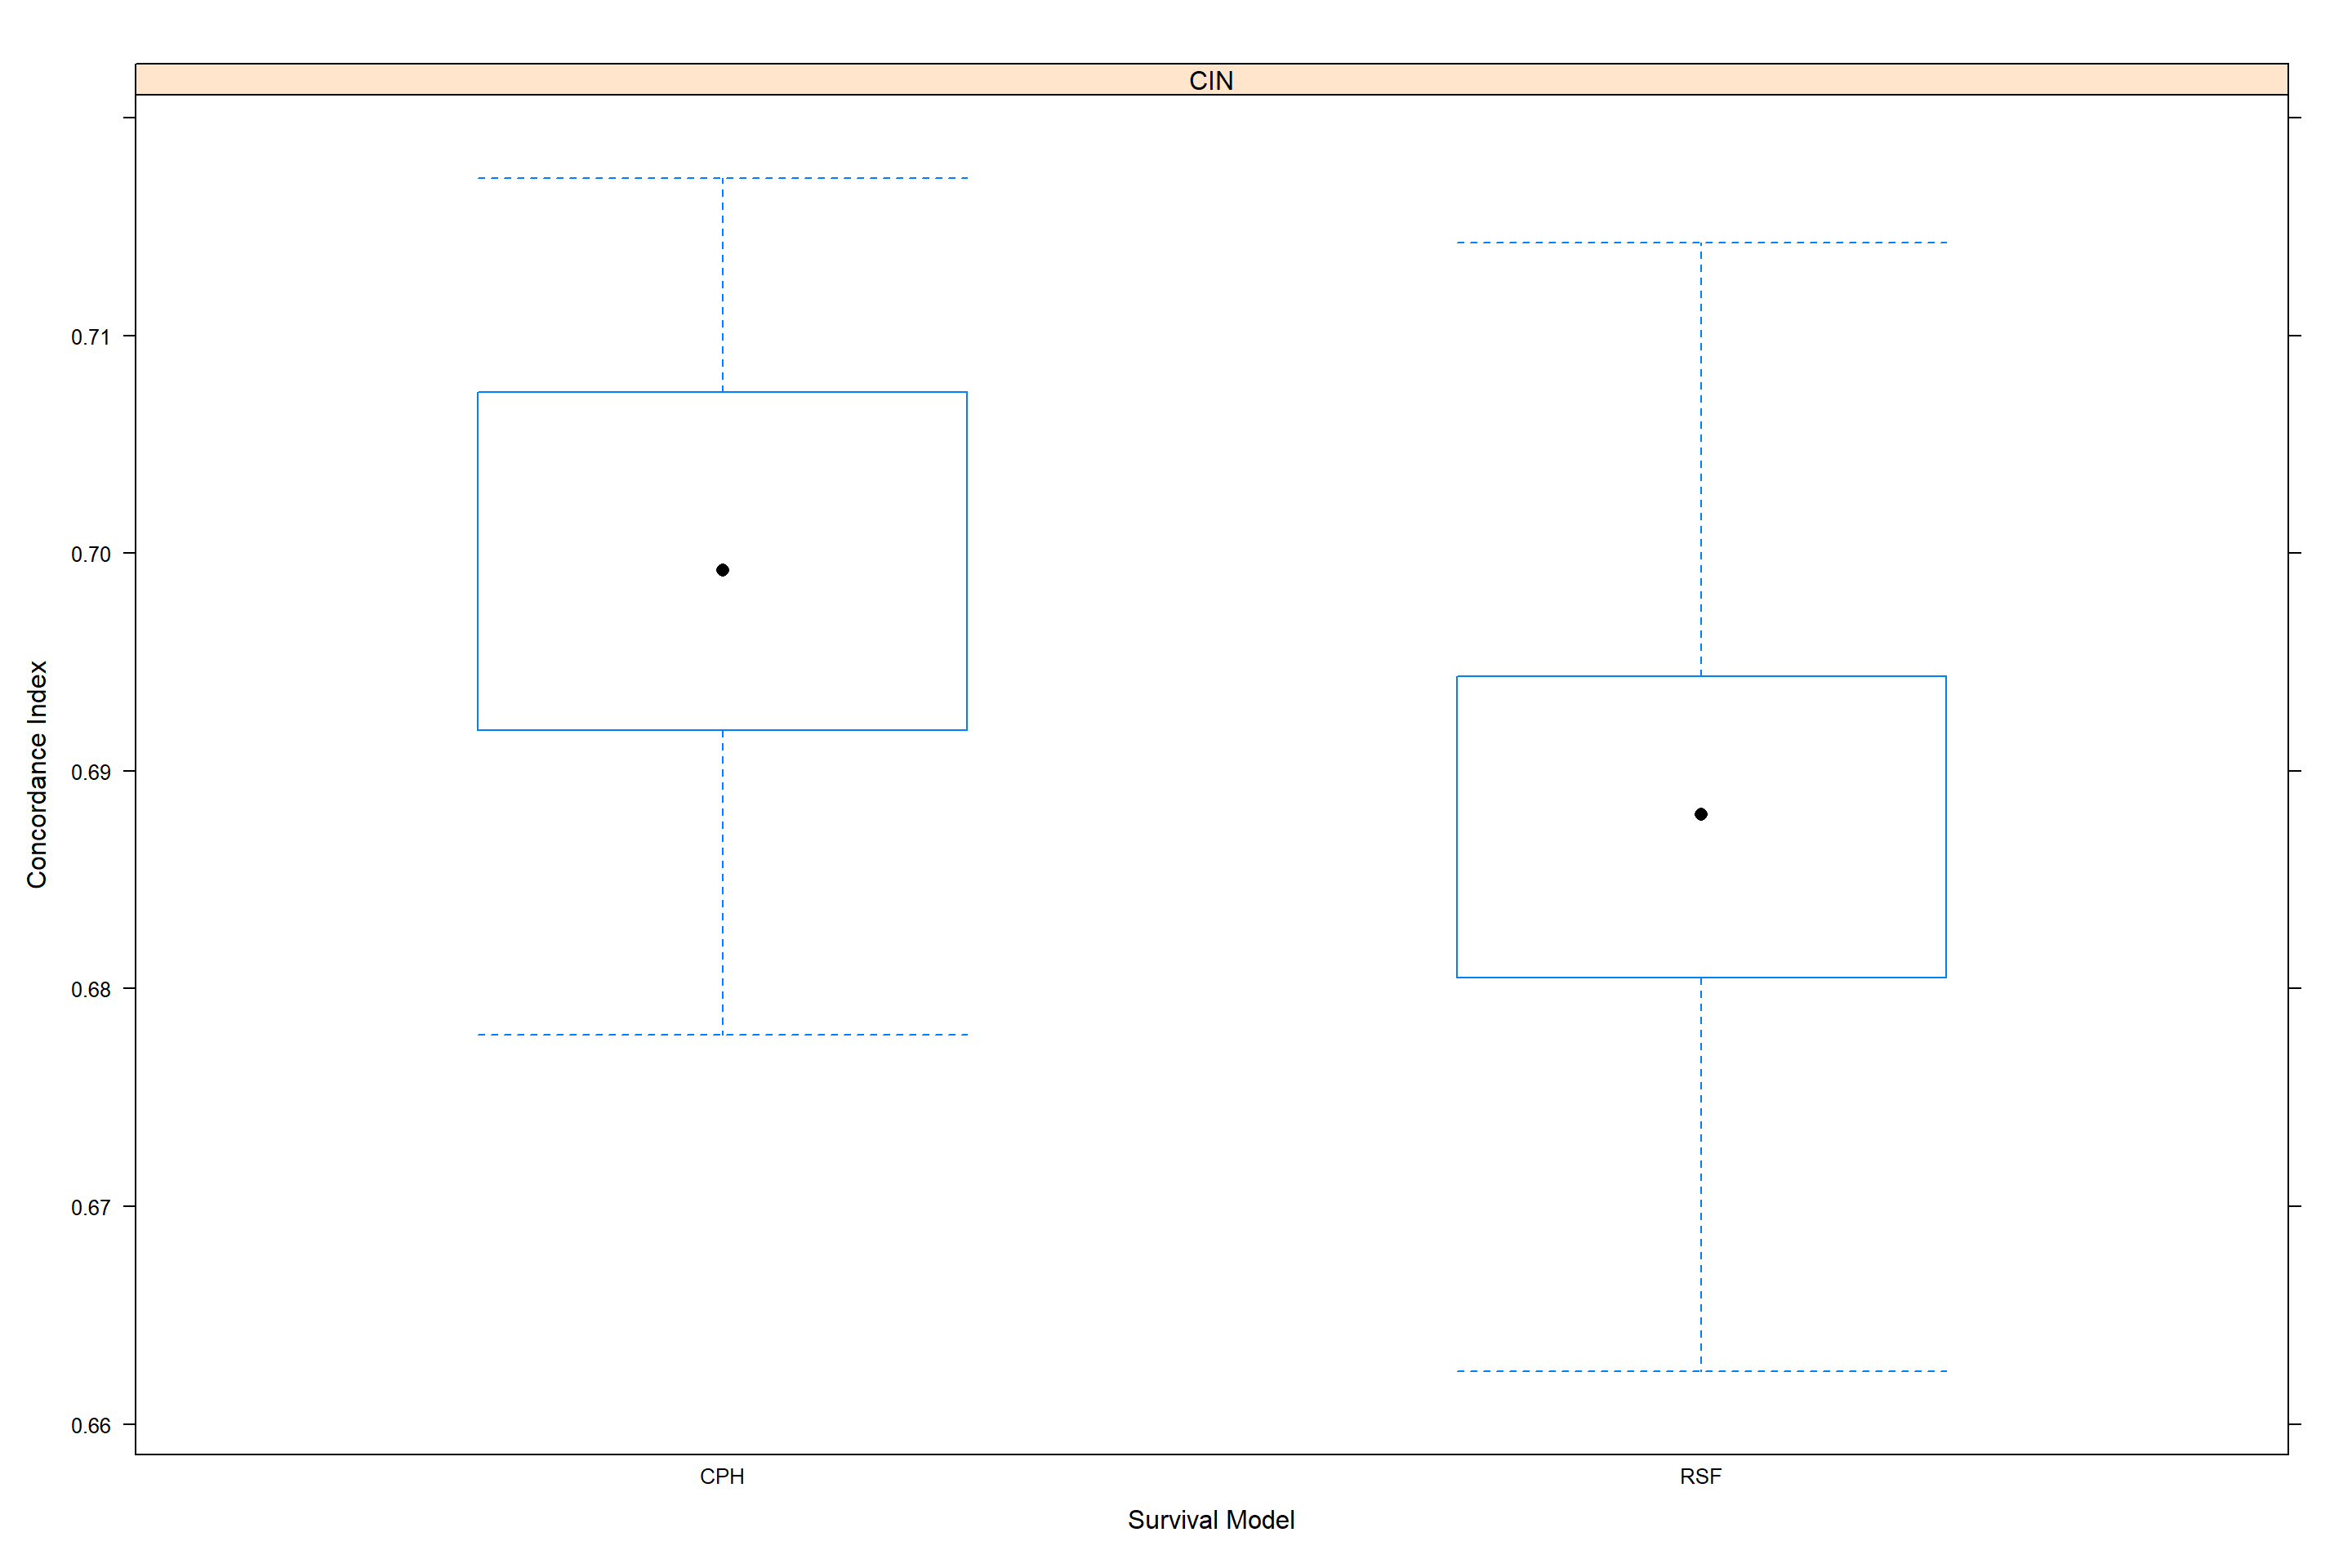 CIN
0.71
0.70
0.69
0.68
0.67
0.66
Concordance Index
CPH
RSF
Survival Model